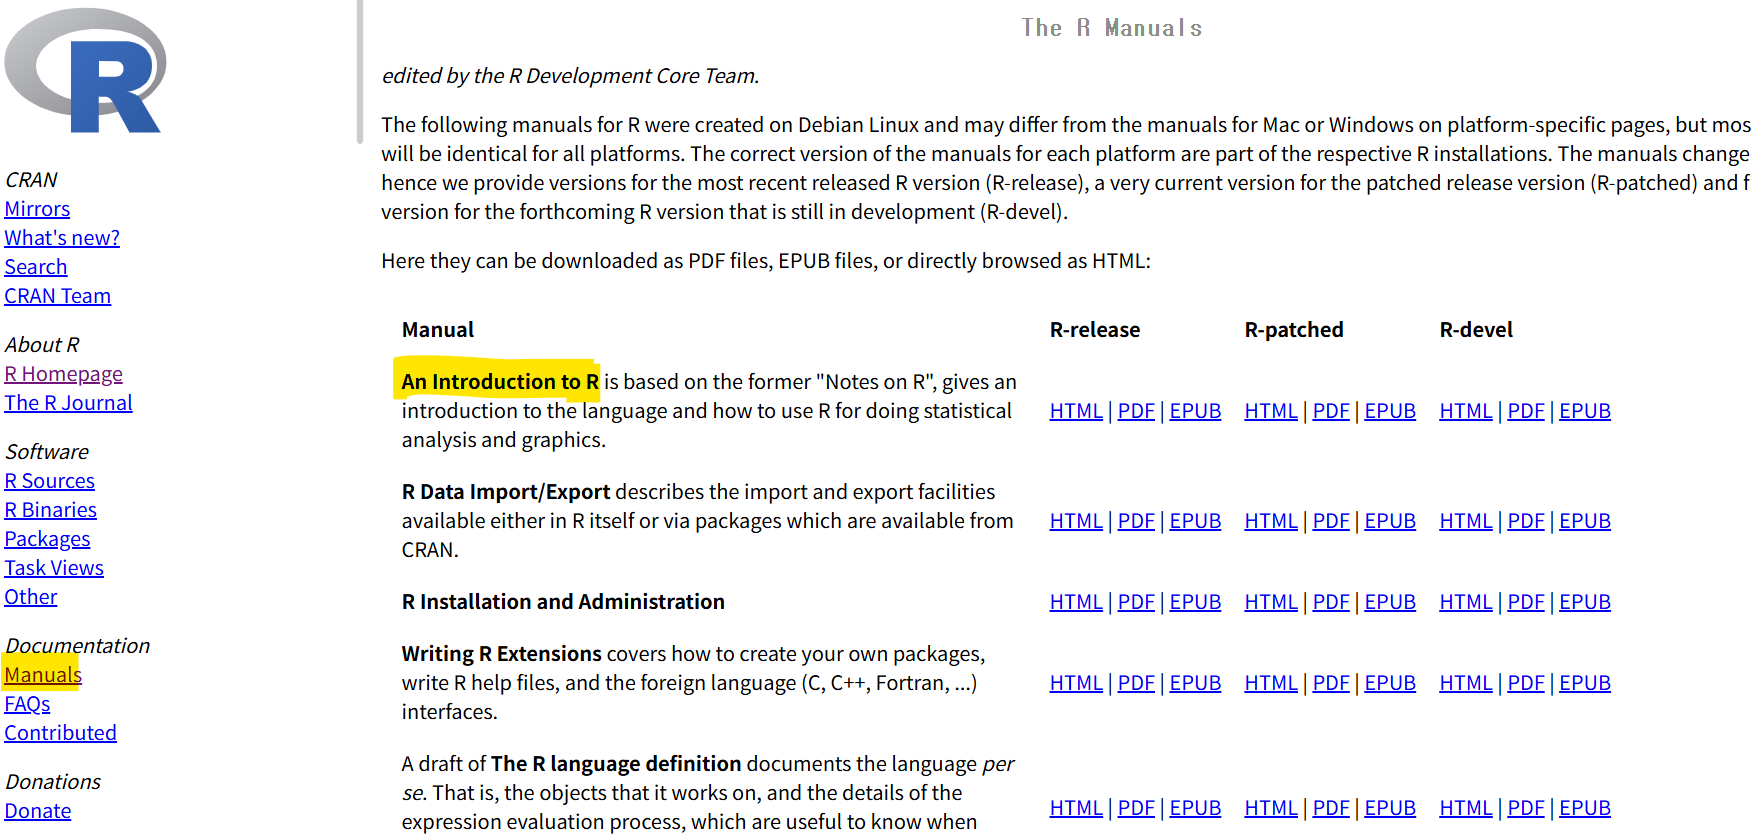 R
CRAN
Mirrors
What's new?
Search
CRAN Team
About R
R Homepage
The R Journal
Software
R Sources
R Binaries
Packages
Task Views
Other
Documentation
Manuals
FAQs
Contributed
Donations
Donate
The R Manuals
edited by the R Development Core Team.
The following manuals for R were created on Debian Linux and may differ from the manuals for Mac or Windows on platform-specific pages, but mos
will be identical for all platforms. The correct version of the manuals for each platform are part of the respective R installations. The manuals change
hence we provide versions for the most recent released R version (R-release), a very current version for the patched release version (R-patched) and f
version for the forthcoming R version that is still in development (R-devel).
Here they can be downloaded as PDF files, EPUB files, or directly browsed as HTML:
Manual R-release R-patched R-devel
An Introduction to R is based on the former "Notes on R", gives an
introduction to the language and how to use R for doing statistical
analysis and graphics.
HTML | PDF | EPUB HTML | PDF | EPUB HTML | PDF | EPUB
R Data Import/Export describes the import and export facilities
available either in R itself or via packages which are available from
CRAN.
HTML | PDF | EPUB HTML | PDF | EPUB HTML | PDF | EPUB
R Installation and Administration HTML | PDF | EPUB HTML | PDF | EPUB HTML | PDF | EPUB
Writing R Extensions covers how to create your own packages,
write R help files, and the foreign language (C, C++, Fortran, ...)
interfaces.
HTML | PDF | EPUB HTML | PDF | EPUB HTML | PDF | EPUB
A draft of The R language definition documents the language per
se. That is, the objects that it works on, and the details of the
expression evaluation process, which are useful to know when
HTML | PDF | EPUB HTML | PDF | EPUB HTML | PDF | EPUB